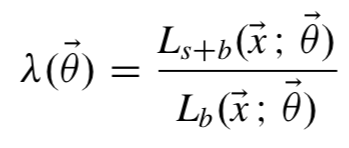 λ(θ⃗) = L_{s+b}(x⃗ ; θ⃗) / L_b(x⃗ ; θ⃗)